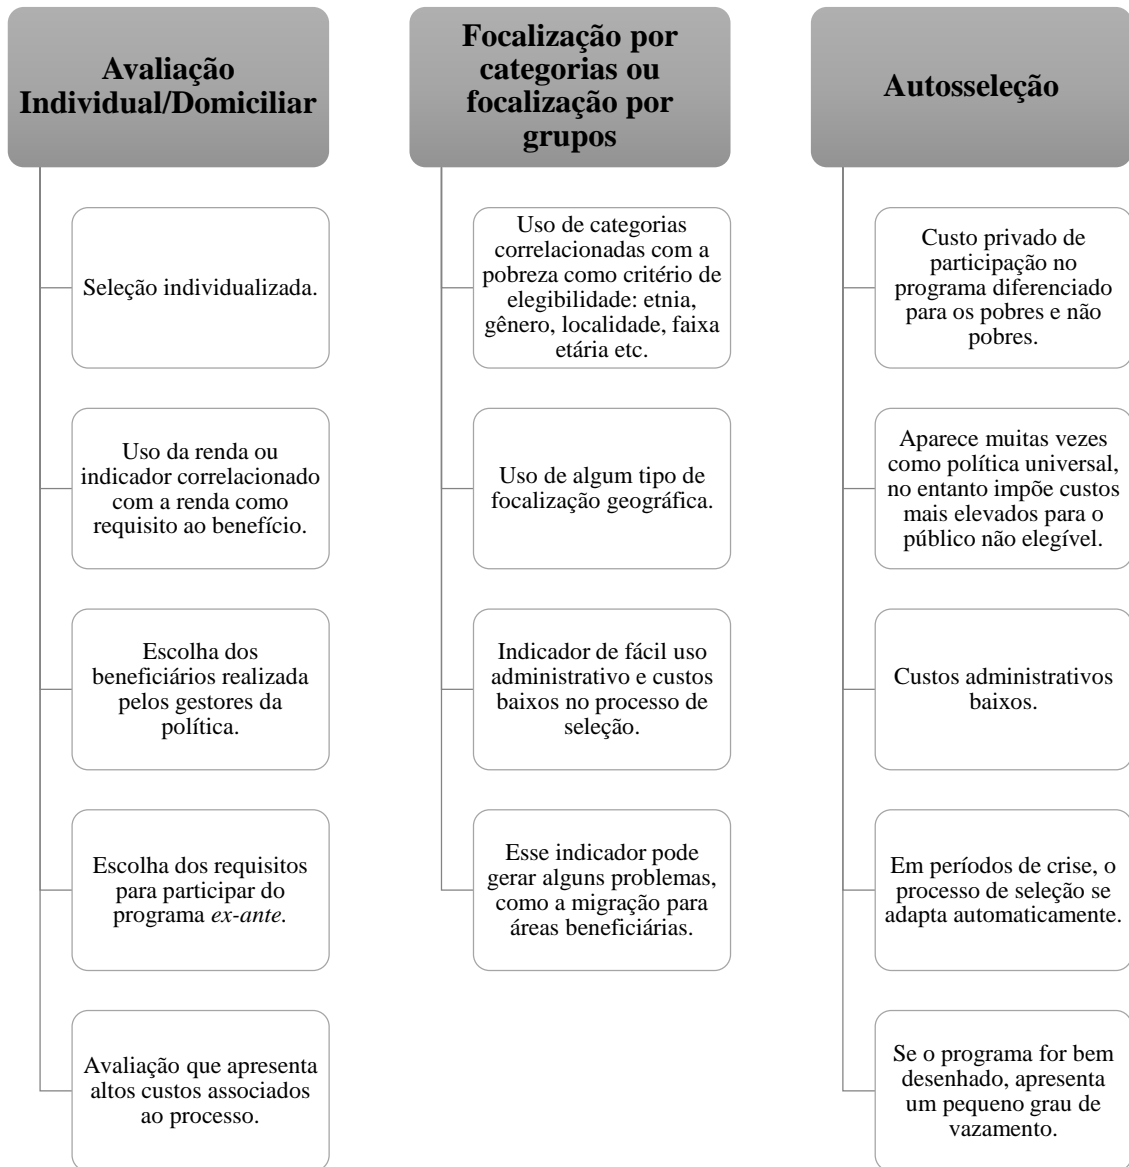 Avaliação
Individual/Domiciliar
Seleção individualizada.
Uso da renda ou
indicador correlacionado
com a renda como
requisito ao benefício.
Escolha dos
beneficiários realizada
pelos gestores da
política.
Escolha dos requisitos
para participar do
programa ex-ante.
Avaliação que apresenta
altos custos associados
ao processo.
Focalização por
categorias ou
focalização por
grupos
Uso de categorias
correlacionadas com a
pobreza como critério de
elegibilidade: etnia,
gênero, localidade, faixa
etária etc.
Uso de algum tipo de
focalização geográfica.
Indicador de fácil uso
administrativo e custos
baixos no processo de
seleção.
Esse indicador pode
gerar alguns problemas,
como a migração para
áreas beneficiárias.
Autosseleção
Custo privado de
participação no
programa diferenciado
para os pobres e não
pobres.
Aparece muitas vezes
como política universal,
no entanto impõe custos
mais elevados para o
público não elegível.
Custos administrativos
baixos.
Em períodos de crise, o
processo de seleção se
adapta automaticamente.
Se o programa for bem
desenhado, apresenta
um pequeno grau de
vazamento.